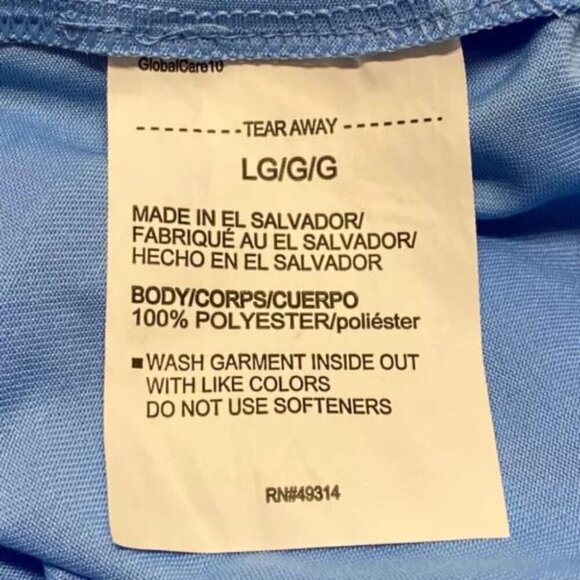 GlobalCare10
--------TEAR AWAY--------
LG/G/G
MADE IN EL SALVADOR/
FABRIQUÉ AU EL SALVADOR/
HECHO EN EL SALVADOR
BODY/CORPS/CUERPO
100% POLYESTER/poliéster
■WASH GARMENT INSIDE OUT
WITH LIKE COLORS
DO NOT USE SOFTENERS
RN#49314